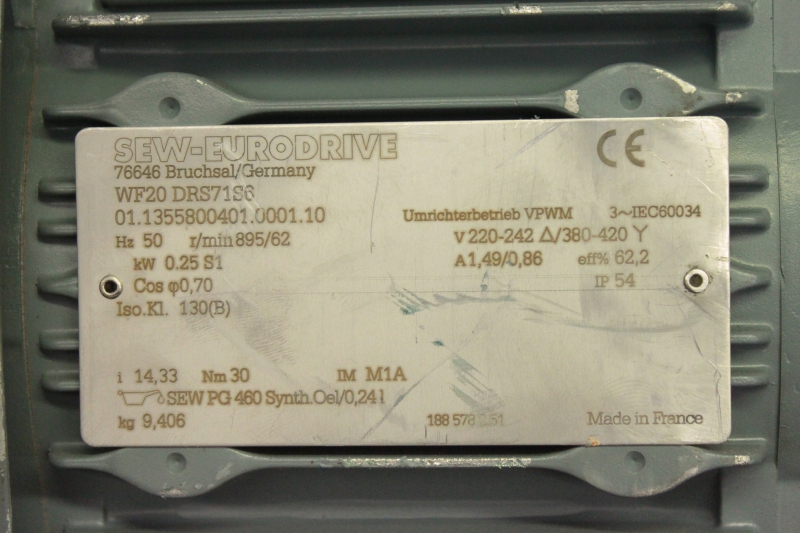 SEW-EURODRIVE
76646 Bruchsal/Germany
WF20 DRS71S6
01.1355800401.0001.10
Umrichterbetrieb VPWM 3~IEC60034
Hz 50 r/min 895/62 V 220-242 Δ/380-420 Y
kW 0.25 S1 A 1,49/0,86 eff% 62,2
Cos φ0,70 IP 54
Iso.Kl. 130(B)
i 14,33 Nm 30 IM M1A
SEW PG 460 Synth.Oel/0,24 l
kg 9,406 188 578 Made in France
CE